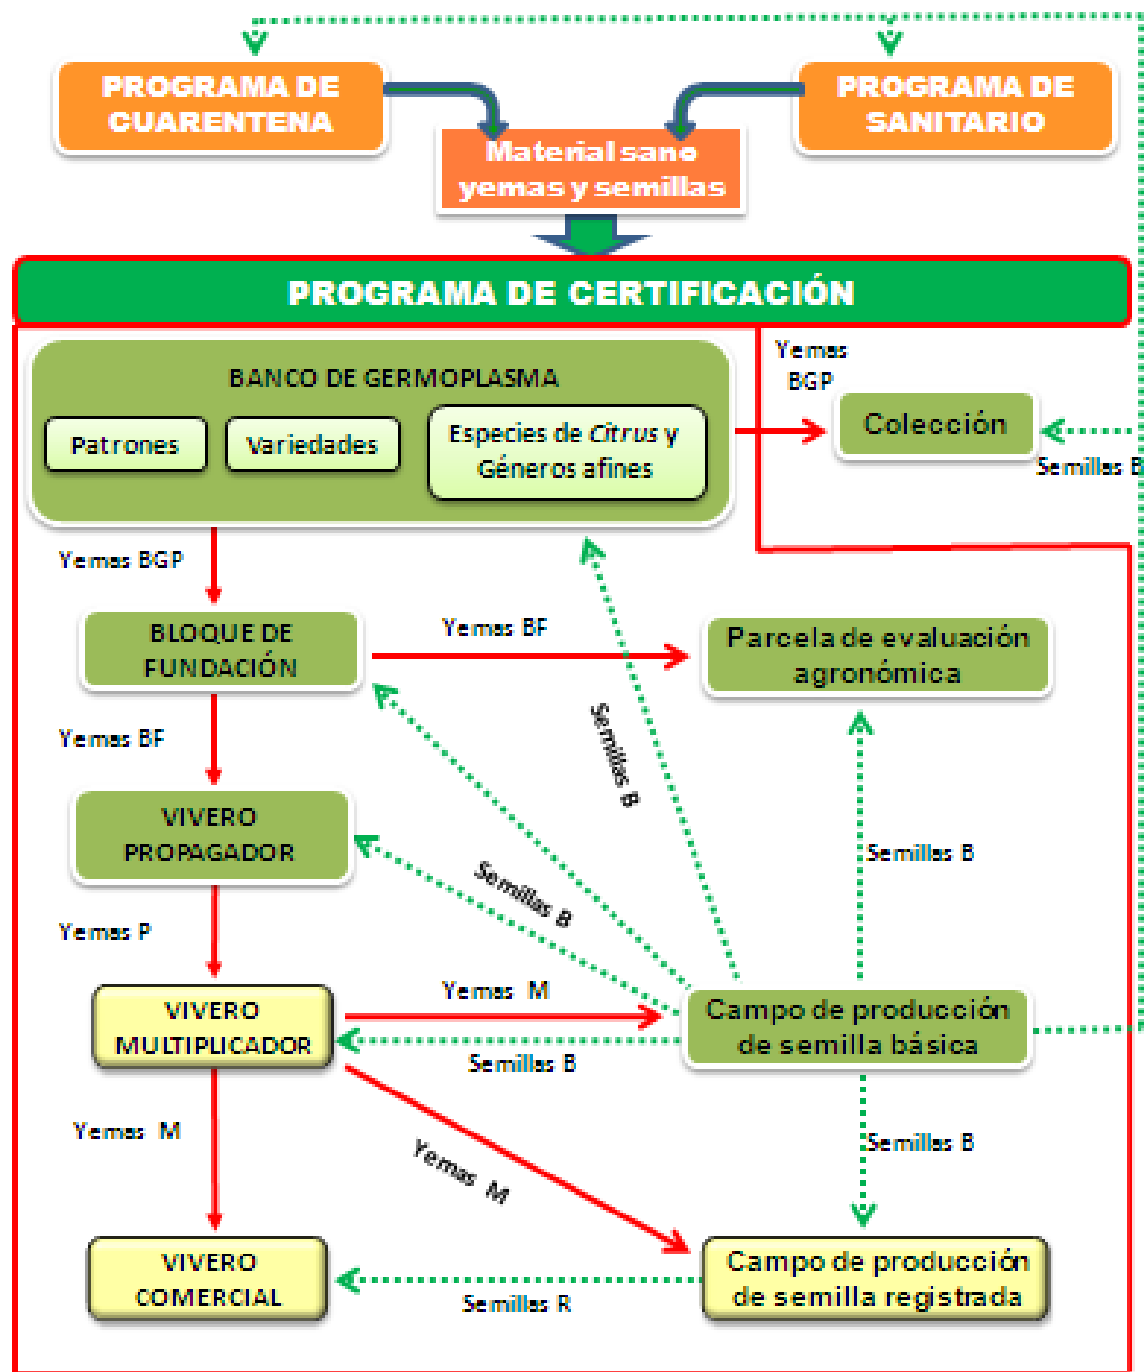 PROGRAMA DE
CUARENTENA
PROGRAMA DE
SANITARIO
Material sano
yemas y semillas
PROGRAMA DE CERTIFICACIÓN
BANCO DE GERMOPLASMA
Patrones
Variedades
Especies de Citrus y
Géneros afines
Yemas
BGP
Colección
Semillas B
Yemas BGP
BLOQUE DE
FUNDACIÓN
Yemas BF
Parcela de evaluación
agronómica
Yemas BF
Semillas B
VIVERO
PROPAGADOR
Semillas B
Semillas B
Yemas P
VIVERO
MULTIPLICADOR
Yemas M
Semillas B
Campo de producción
de semilla básica
Yemas M
Yemas M
Semillas B
VIVERO
COMERCIAL
Semillas R
Campo de producción
de semilla registrada